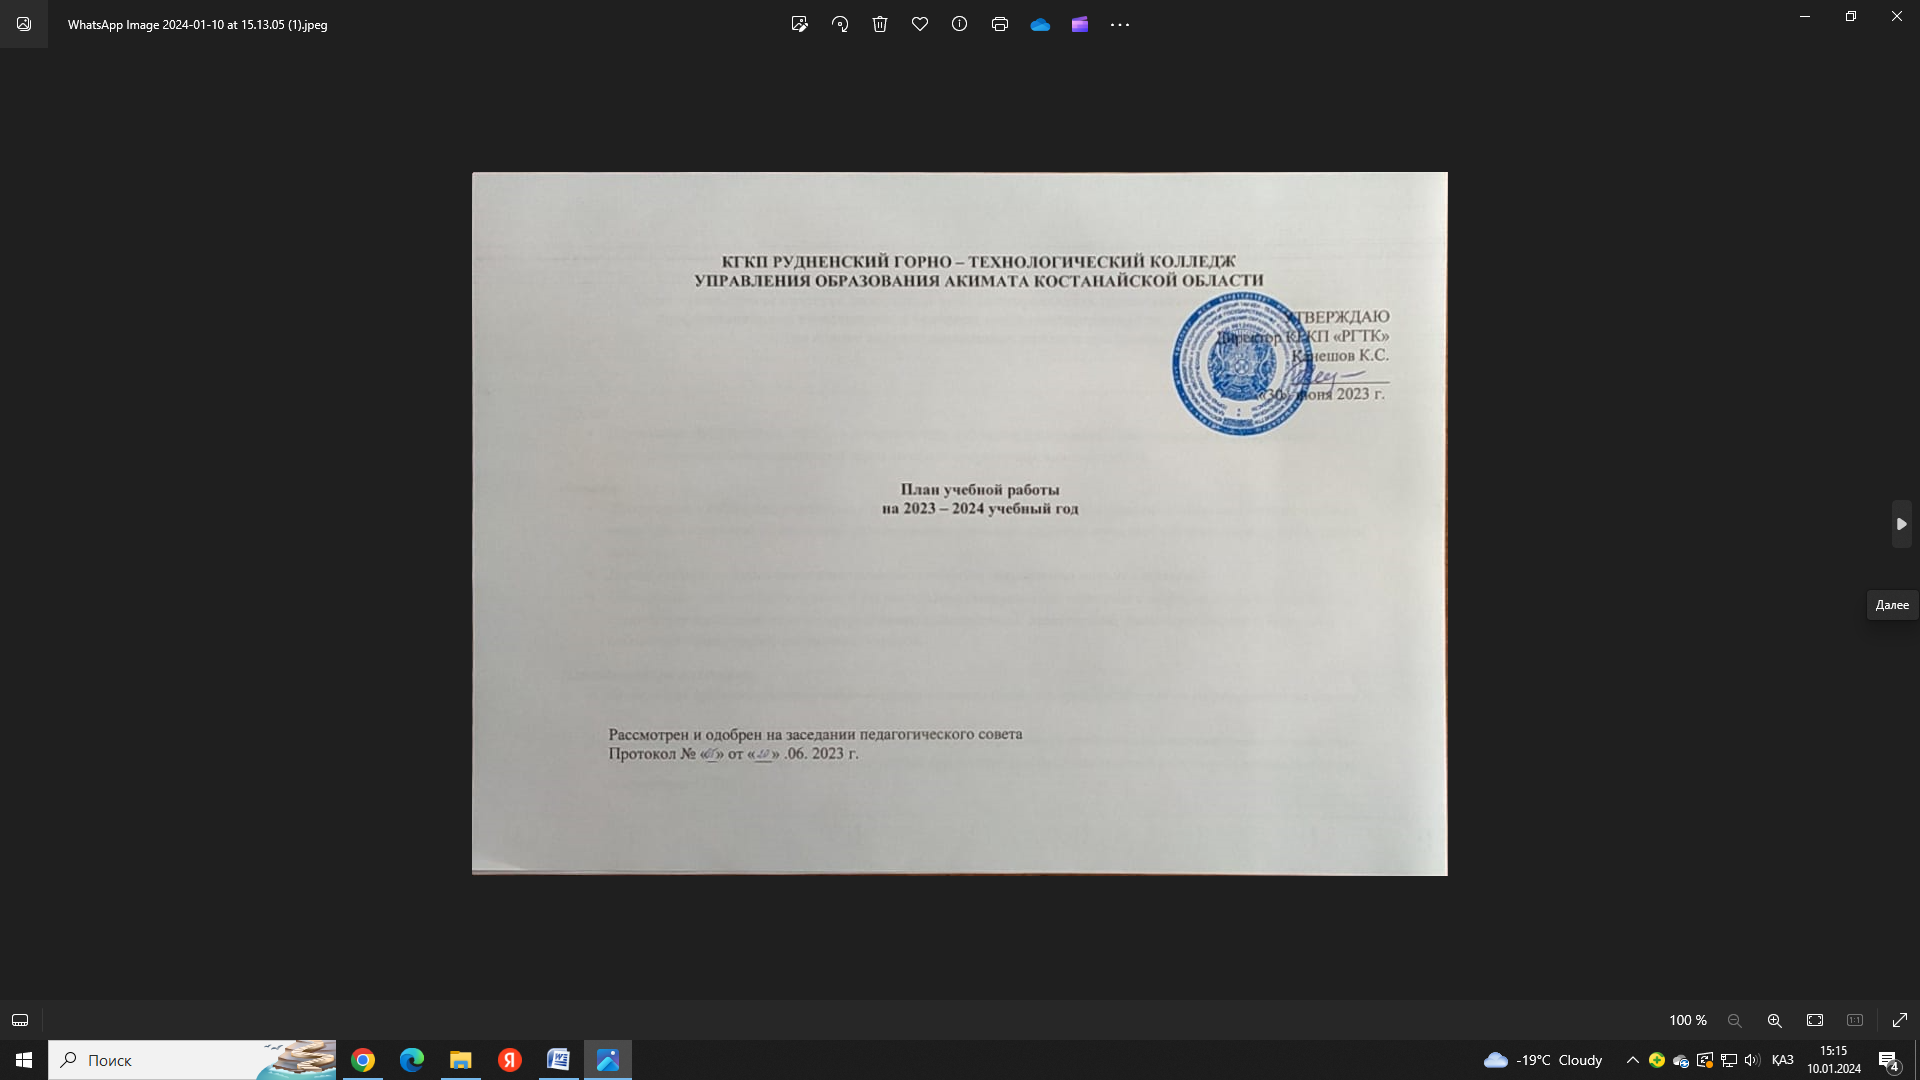 WhatsApp Image 2024-01-10 at 15.13.05 (1).jpeg
КГКП РУДНЕНСКИЙ ГОРНО – ТЕХНОЛОГИЧЕСКИЙ КОЛЛЕДЖ
УПРАВЛЕНИЯ ОБРАЗОВАНИЯ АКИМАТА КОСТАНАЙСКОЙ ОБЛАСТИ
УТВЕРЖДАЮ
Директор КГКП «РГТК»
Канешов К.С.
«30» июня 2023 г.
План учебной работы
на 2023 – 2024 учебный год
Рассмотрен и одобрен на заседании педагогического совета
Протокол № « » от « » .06. 2023 г.
Далее
100 %
Поиск
-19°C Cloudy
ҚАЗ
15:15
10.01.2024
4